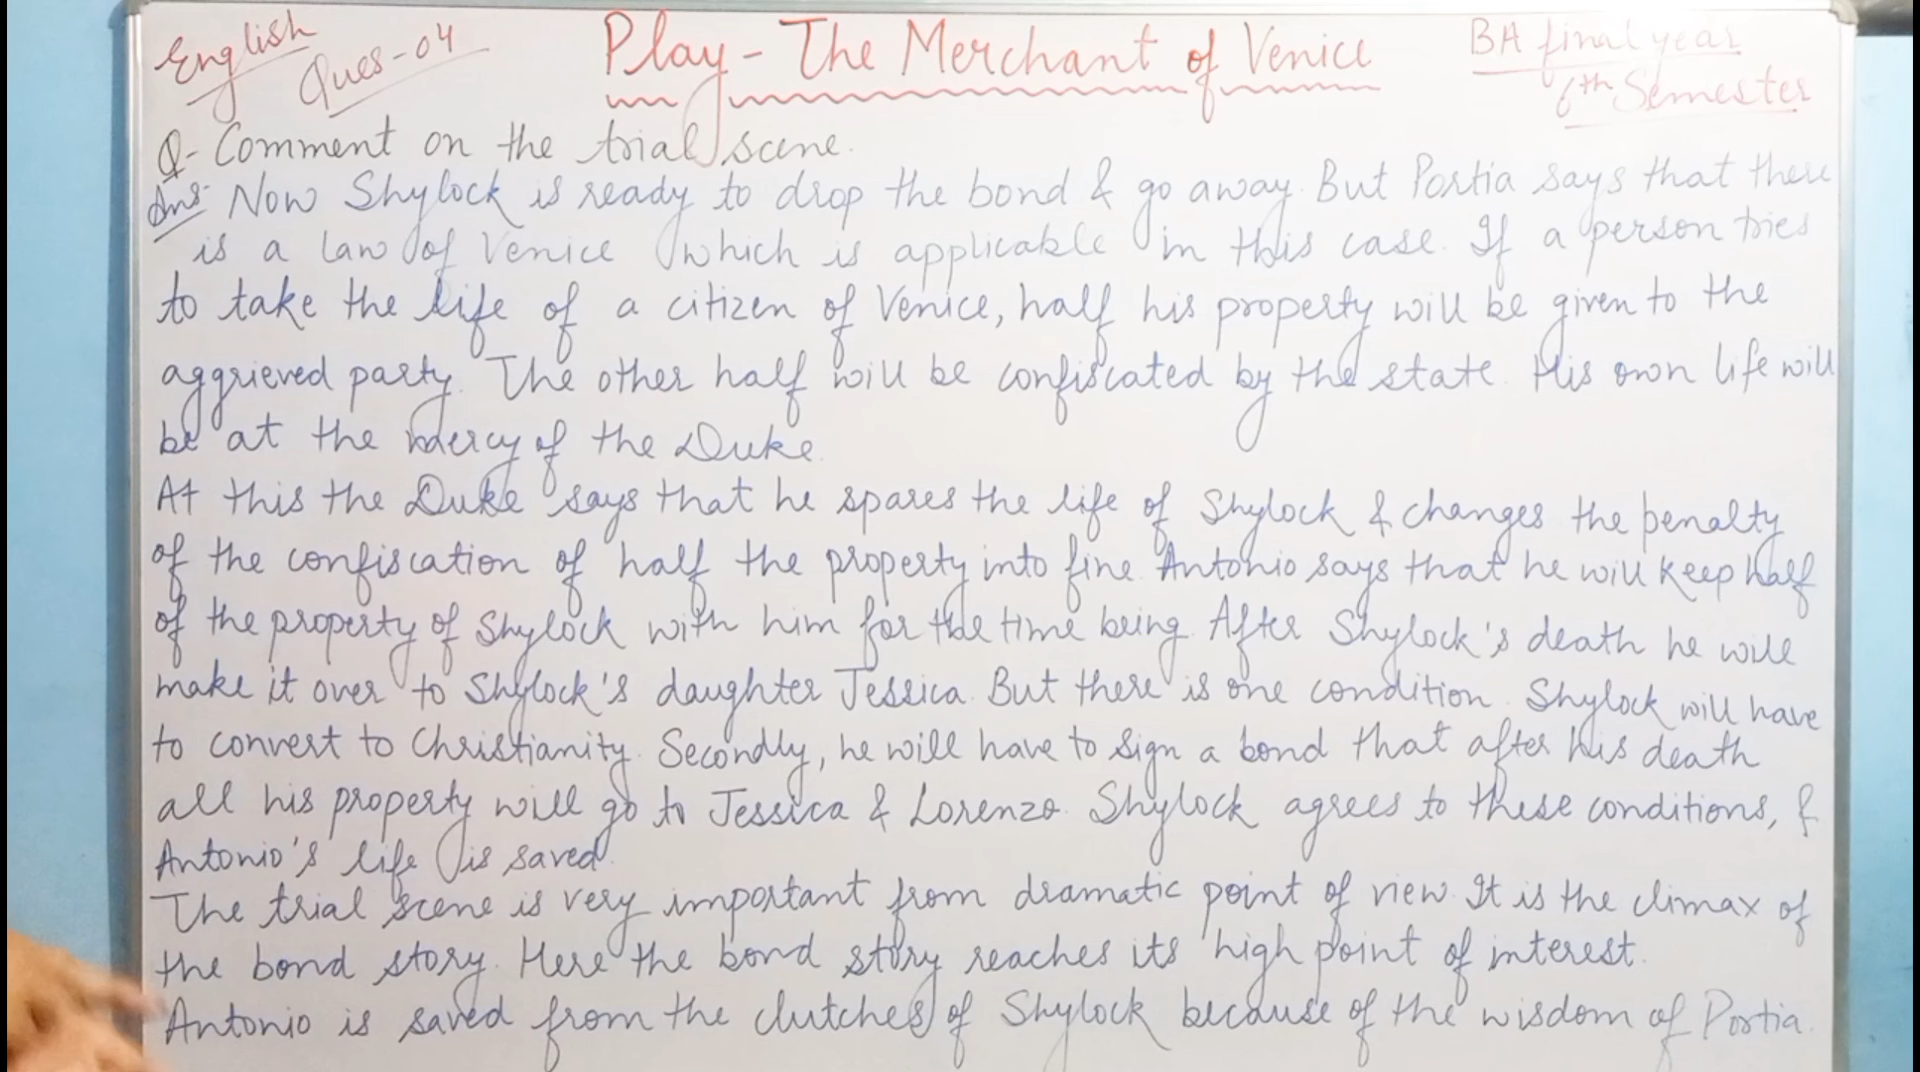 English
Ques-04
Play - The Merchant of Venice
BA final year
6th Semester
Q- Comment on the trial scene.
Ans- Now Shylock is ready to drop the bond & go away. But Portia says that there
is a law of Venice which is applicable in this case. If a person tries
to take the life of a citizen of Venice, half his property will be given to the
aggrieved party. The other half will be confiscated by the state. His own life will
be at the mercy of the Duke.
At this the Duke says that he spares the life of Shylock & changes the penalty
of the confiscation of half the property into fine. Antonio says that he will keep half
of the property of Shylock with him for the time being. After Shylock's death he will
make it over to Shylock's daughter Jessica. But there is one condition. Shylock will have
to convert to Christianity. Secondly, he will have to sign a bond that after his death
all his property will go to Jessica & Lorenzo. Shylock agrees to these conditions, &
Antonio's life is saved.
The trial scene is very important from dramatic point of view. It is the climax of
the bond story. Here the bond story reaches its high point of interest.
Antonio is saved from the clutches of Shylock because of the wisdom of Portia.